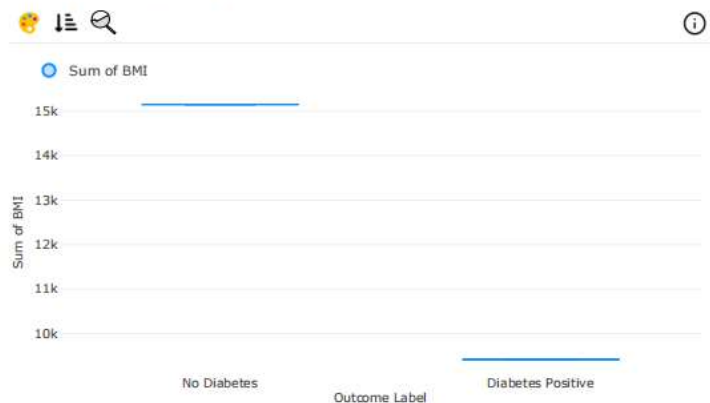 Sum of BMI
15k
14k
13k
12k
11k
10k
Sum of BMI
No Diabetes
Diabetes Positive
Outcome Label